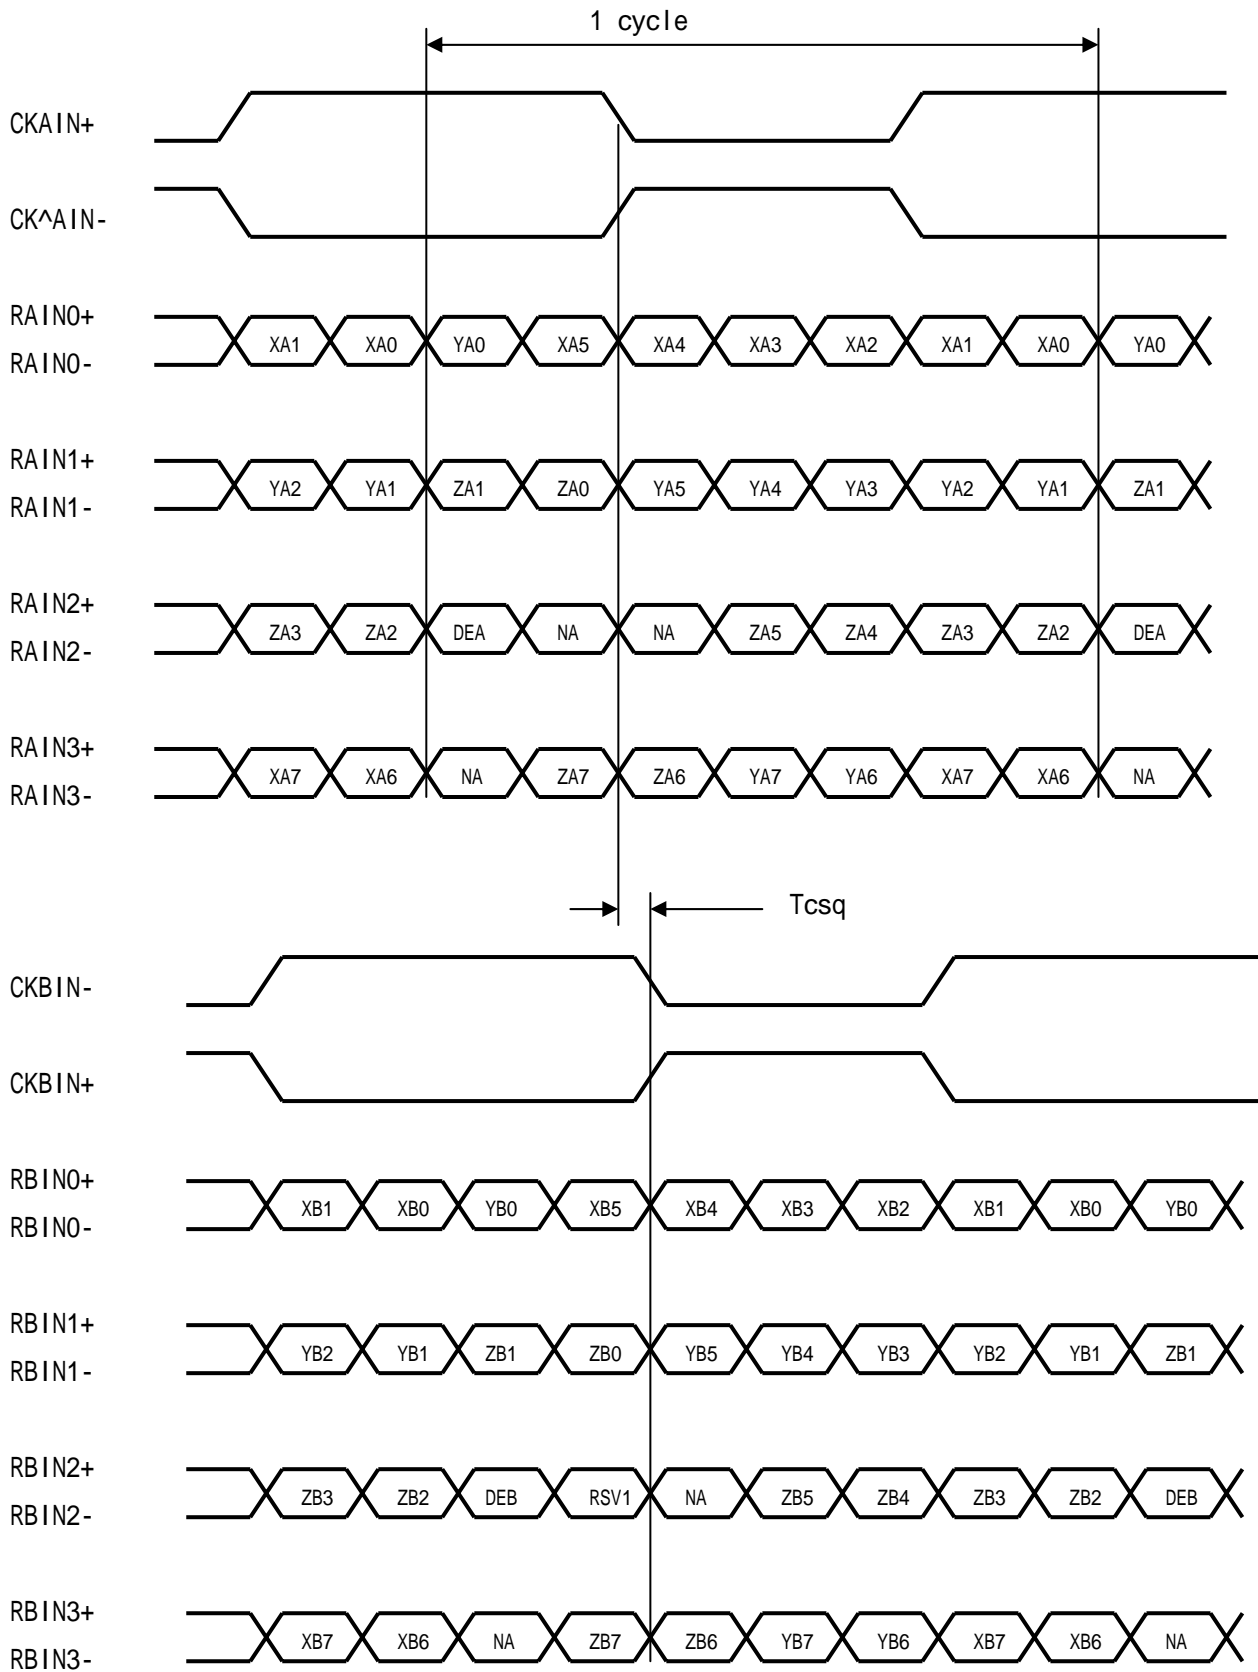 1 cycle
CKAIN+
CK^AIN-
RAIN0+
XA1 XA0 YA0 XA5 XA4 XA3 XA2 XA1 XA0 YA0
RAIN0-
RAIN1+
YA2 YA1 ZA1 ZA0 YA5 YA4 YA3 YA2 YA1 ZA1
RAIN1-
RAIN2+
ZA3 ZA2 DEA NA NA ZA5 ZA4 ZA3 ZA2 DEA
RAIN2-
RAIN3+
XA7 XA6 NA ZA7 ZA6 YA7 YA6 XA7 XA6 NA
RAIN3-
Tcsq
CKBIN-
CKBIN+
RBIN0+
XB1 XB0 YB0 XB5 XB4 XB3 XB2 XB1 XB0 YB0
RBIN0-
RBIN1+
YB2 YB1 ZB1 ZB0 YB5 YB4 YB3 YB2 YB1 ZB1
RBIN1-
RBIN2+
ZB3 ZB2 DEB RSV1 NA ZB5 ZB4 ZB3 ZB2 DEB
RBIN2-
RBIN3+
XB7 XB6 NA ZB7 ZB6 YB7 YB6 XB7 XB6 NA
RBIN3-